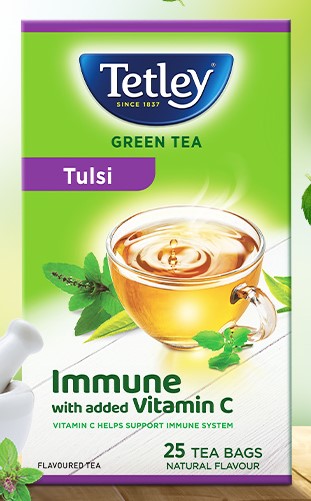 Tetley
SINCE 1837
GREEN TEA
Tulsi
Immune
with added Vitamin C
VITAMIN C HELPS SUPPORT IMMUNE SYSTEM
25 TEA BAGS
FLAVOURED TEA
NATURAL FLAVOUR